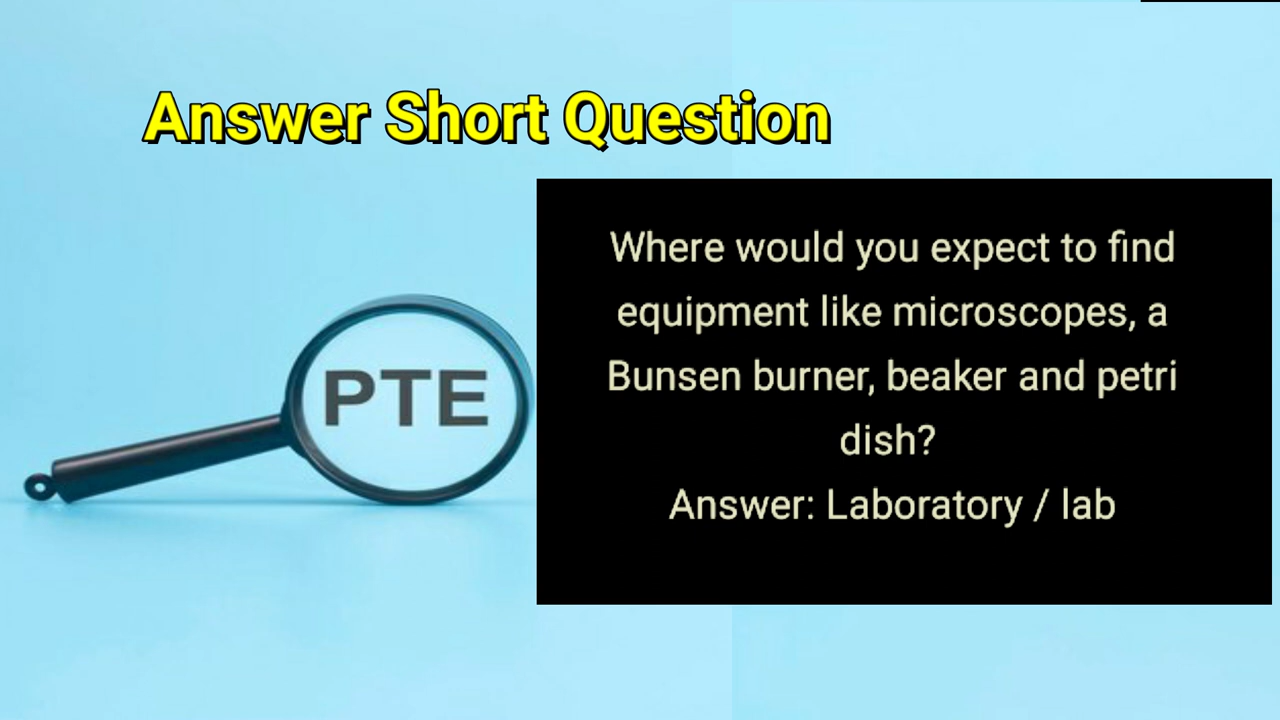 Answer Short Question
PTE
Where would you expect to find
equipment like microscopes, a
Bunsen burner, beaker and petri
dish?
Answer: Laboratory / lab